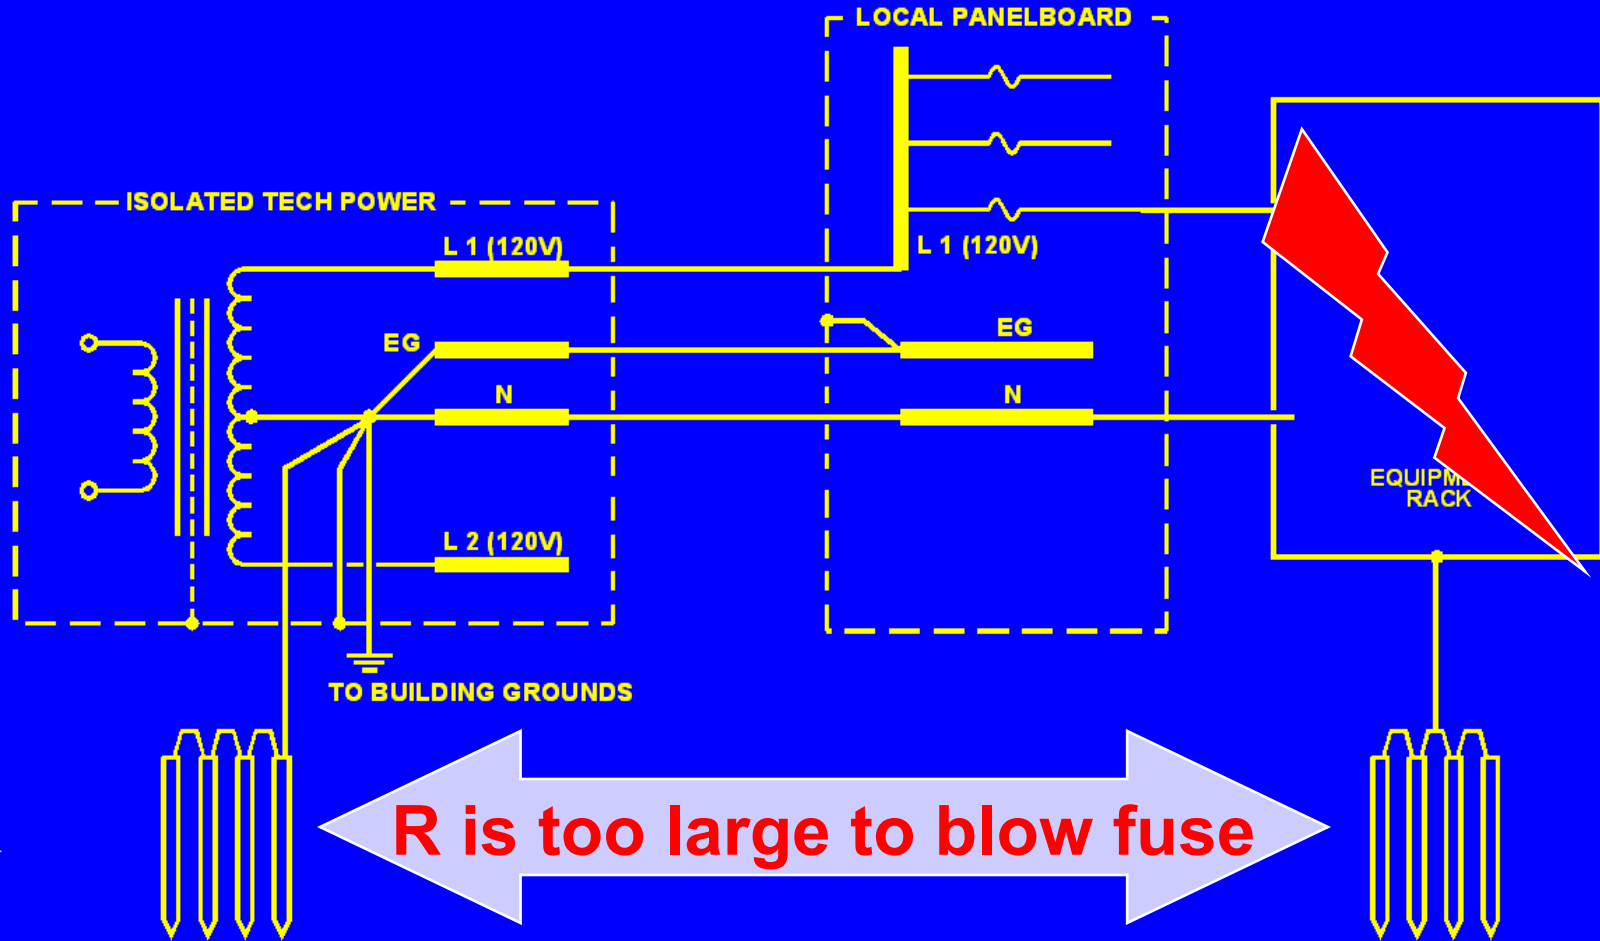 LOCAL PANELBOARD
ISOLATED TECH POWER
L 1 (120V)
L 1 (120V)
EG
EG
N
N
L 2 (120V)
RACK
TO BUILDING GROUNDS
R is too large to blow fuse